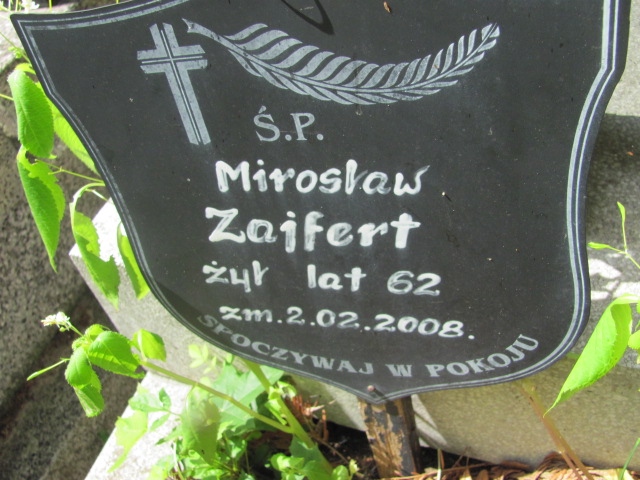 Ś.P.
Mirosław
Zajfert
żył lat 62
zm. 2.02.2008.
SPOCZYWAJ W POKOJU